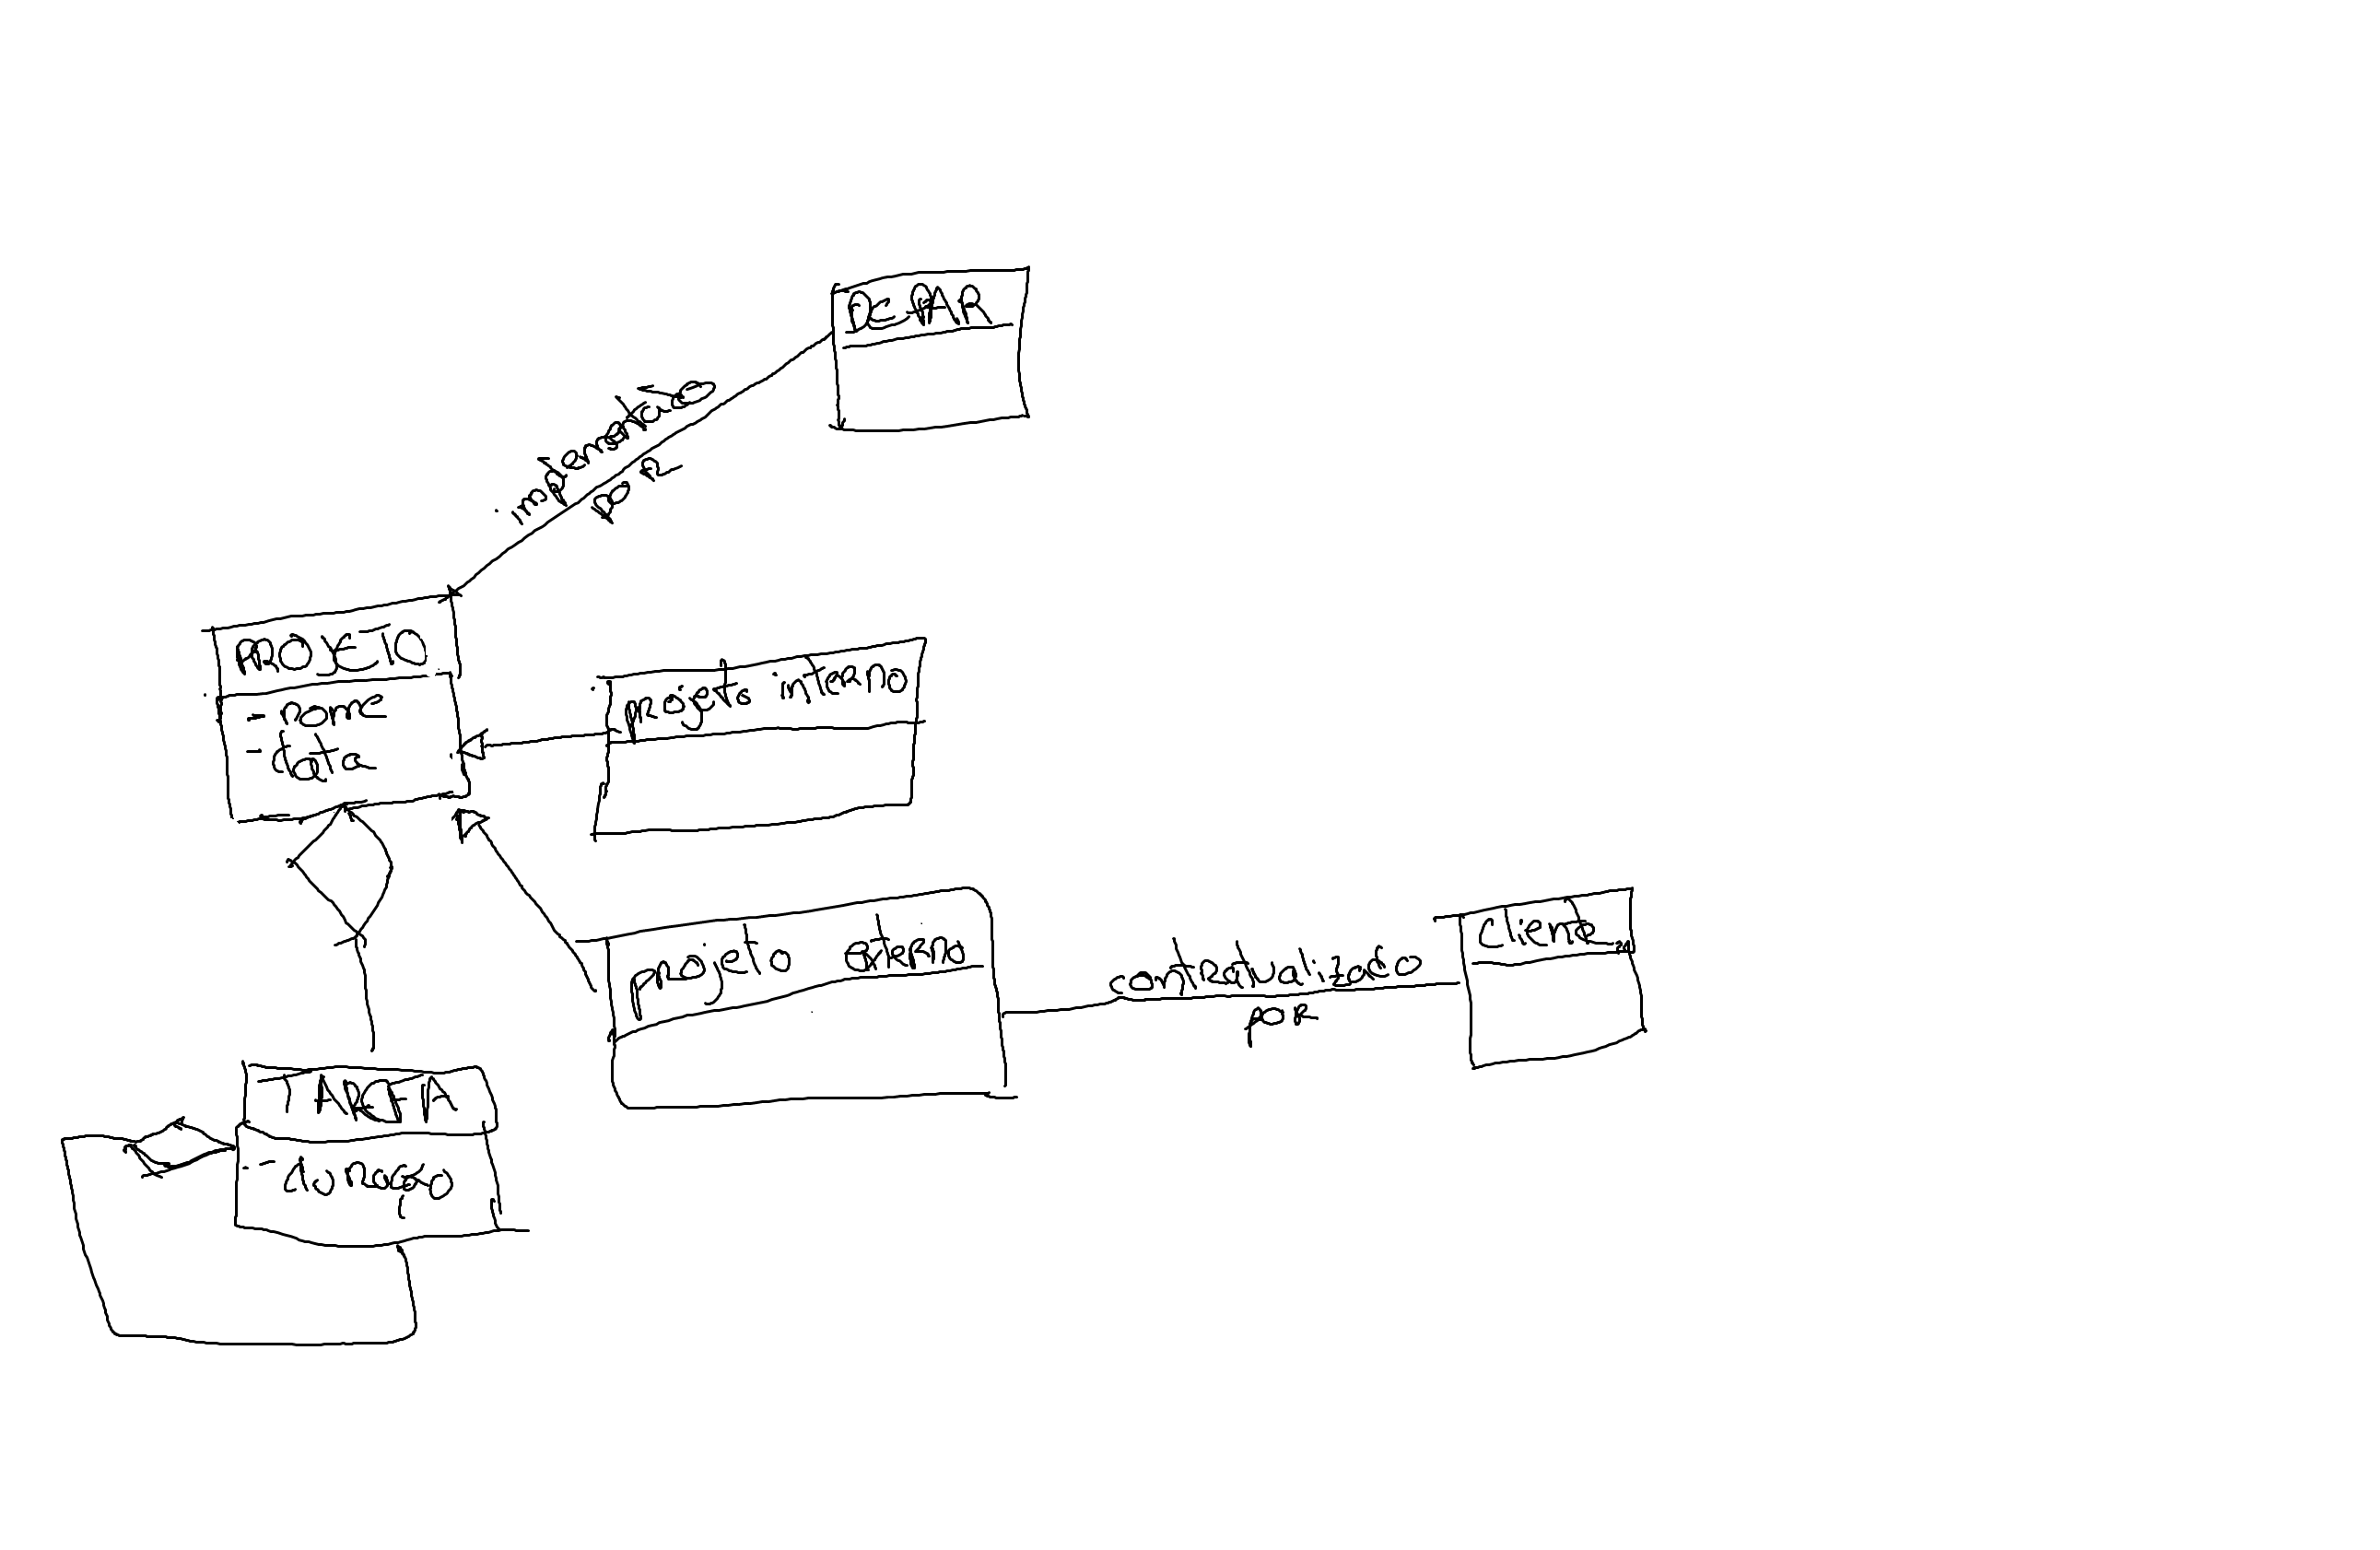 DEPAR
implementado
por
PROJETO
- nome
- data
projeto interno
projeto externo
contratualizado
por
Cliente
TAREFA
- duração